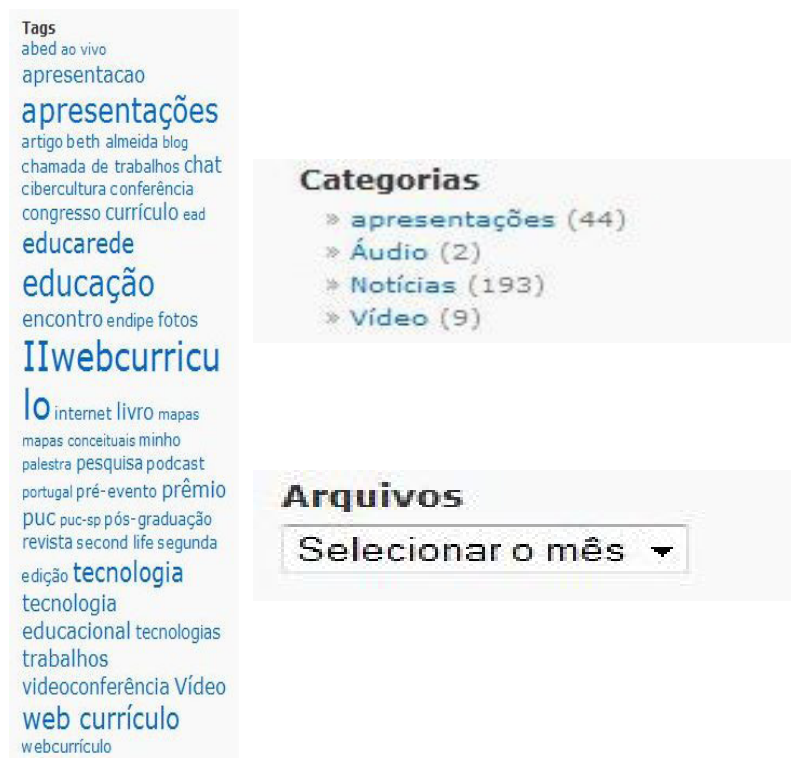 Tags
abed ao vivo
apresentacao
apresentações
artigo beth almeida blog
chamada de trabalhos chat
cibercultura conferência
congresso currículo ead
educarede
educação
encontro endipe fotos
IIwebcurricu
lo internet livro mapas
mapas conceituais minho
palestra pesquisa podcast
portugal pré-evento prêmio
puc puc-sp pós-graduação
revista second life segunda
edição tecnologia
tecnologia
educacional tecnologias
trabalhos
videoconferência Vídeo
web currículo
webcurrículo
Categorias
» apresentações (44)
» Áudio (2)
» Notícias (193)
» Vídeo (9)
Arquivos
Selecionar o mês